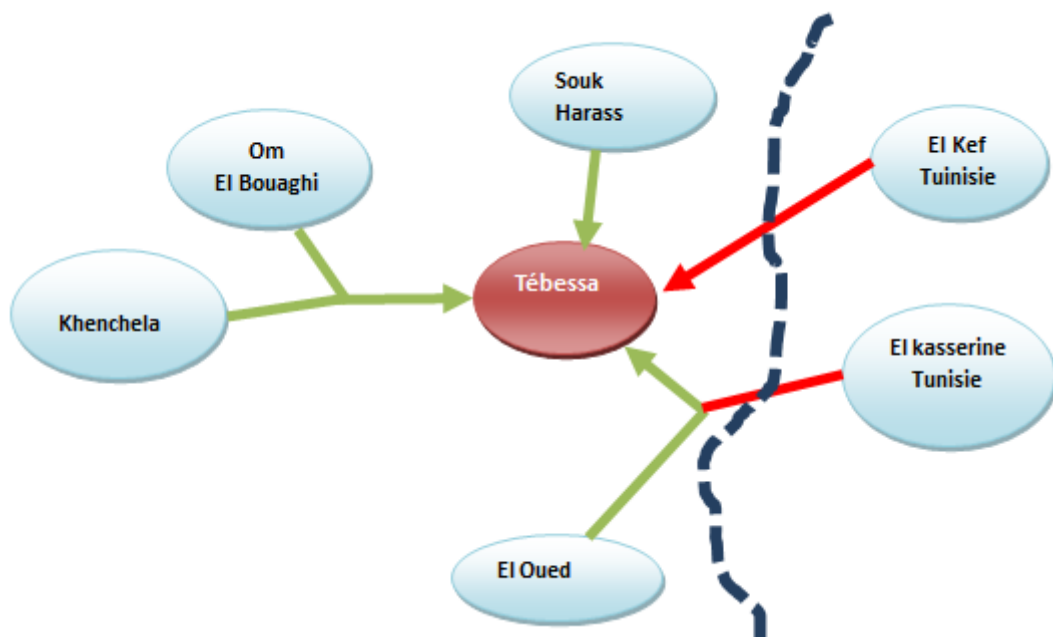 Souk
Harass
Om
El Bouaghi
El Kef
Tuinisie
Tébessa
Khenchela
El kasserine
Tunisie
El Oued